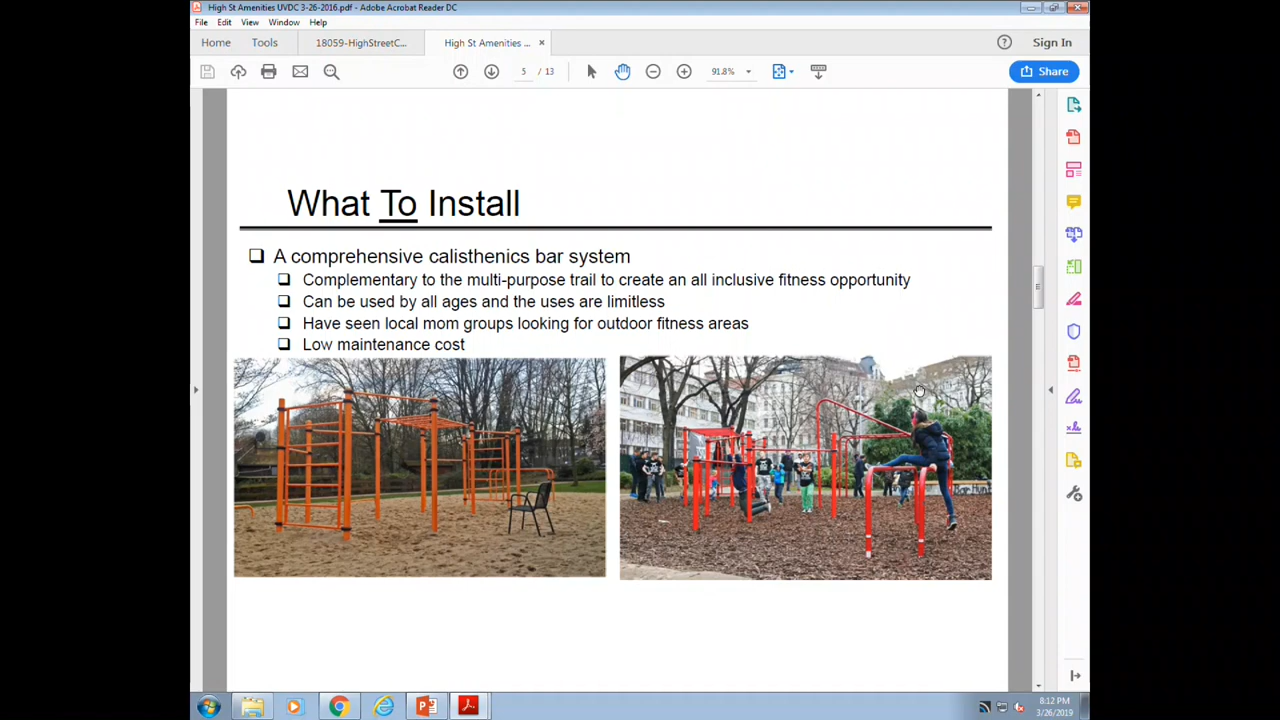 High St Amenities UVDC 3-26-2016.pdf - Adobe Acrobat Reader DC
File Edit View Window Help
Home Tools 18059-HighStreetC... High St Amenities ... × Sign In
5 / 13 91.8% Share
What To Install
A comprehensive calisthenics bar system
Complementary to the multi-purpose trail to create an all inclusive fitness opportunity
Can be used by all ages and the uses are limitless
Have seen local mom groups looking for outdoor fitness areas
Low maintenance cost
8:12 PM
3/26/2019